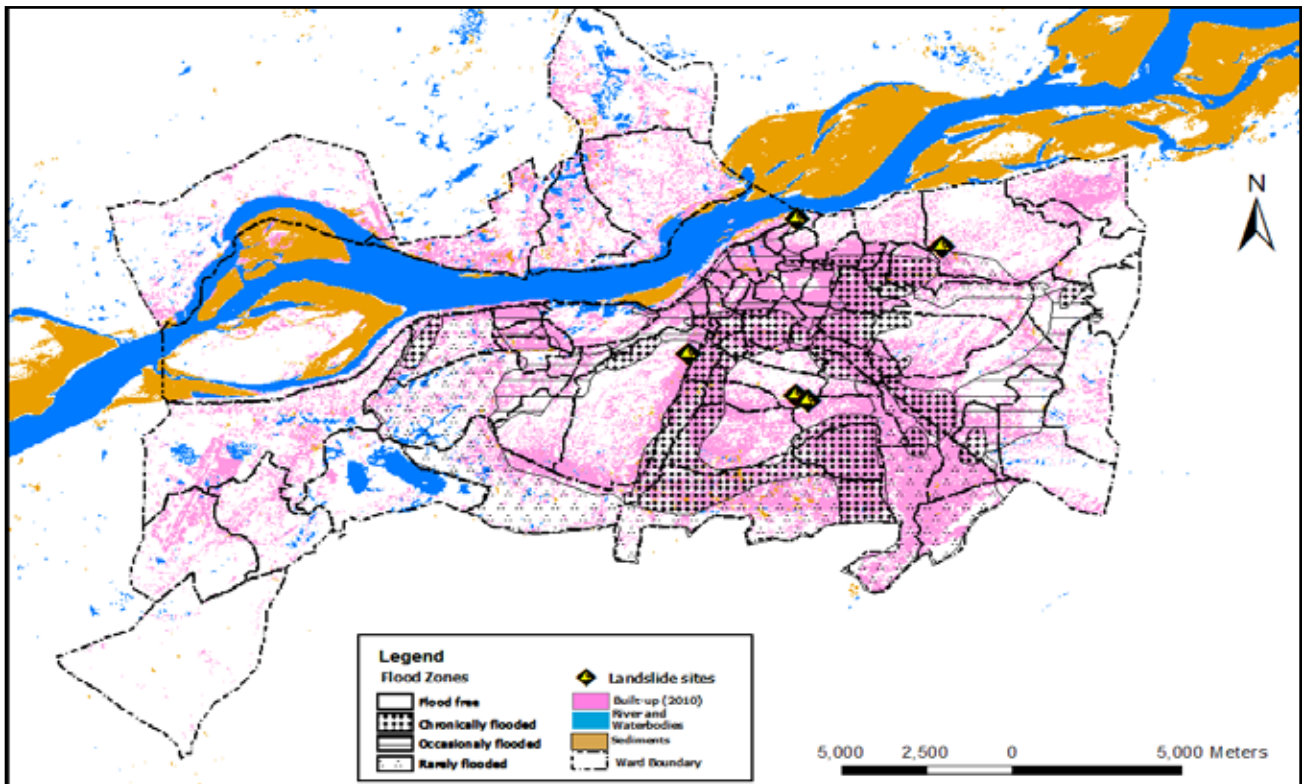 N
Legend
Flood Zones
Flood free
Chronically flooded
Occasionaly flooded
Rarely flooded
Landslide sites
Built-up (2010)
River and
Waterbodies
Sediments
Ward Boundary
5,000 2,500 0 5,000 Meters